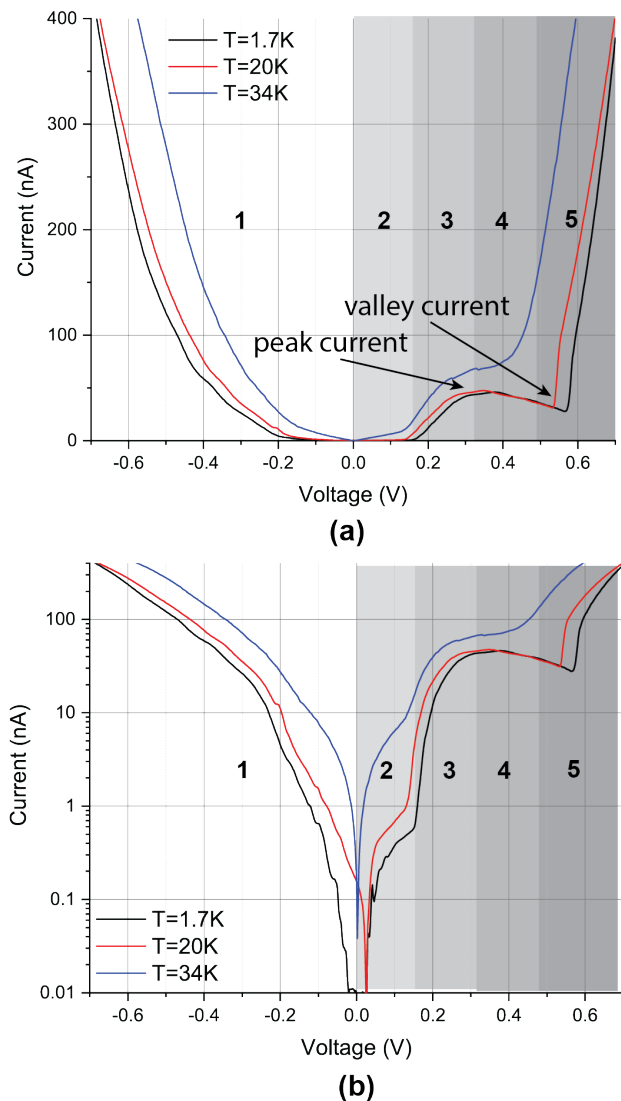 400
300
200
100
0
Current (nA)
T=1.7K
T=20K
T=34K
1
2
3
4
5
valley current
peak current
-0.6
-0.4
-0.2
0.0
0.2
0.4
0.6
Voltage (V)
(a)
100
10
1
0.1
0.01
Current (nA)
1
2
3
4
5
T=1.7K
T=20K
T=34K
-0.6
-0.4
-0.2
0.0
0.2
0.4
0.6
Voltage (V)
(b)